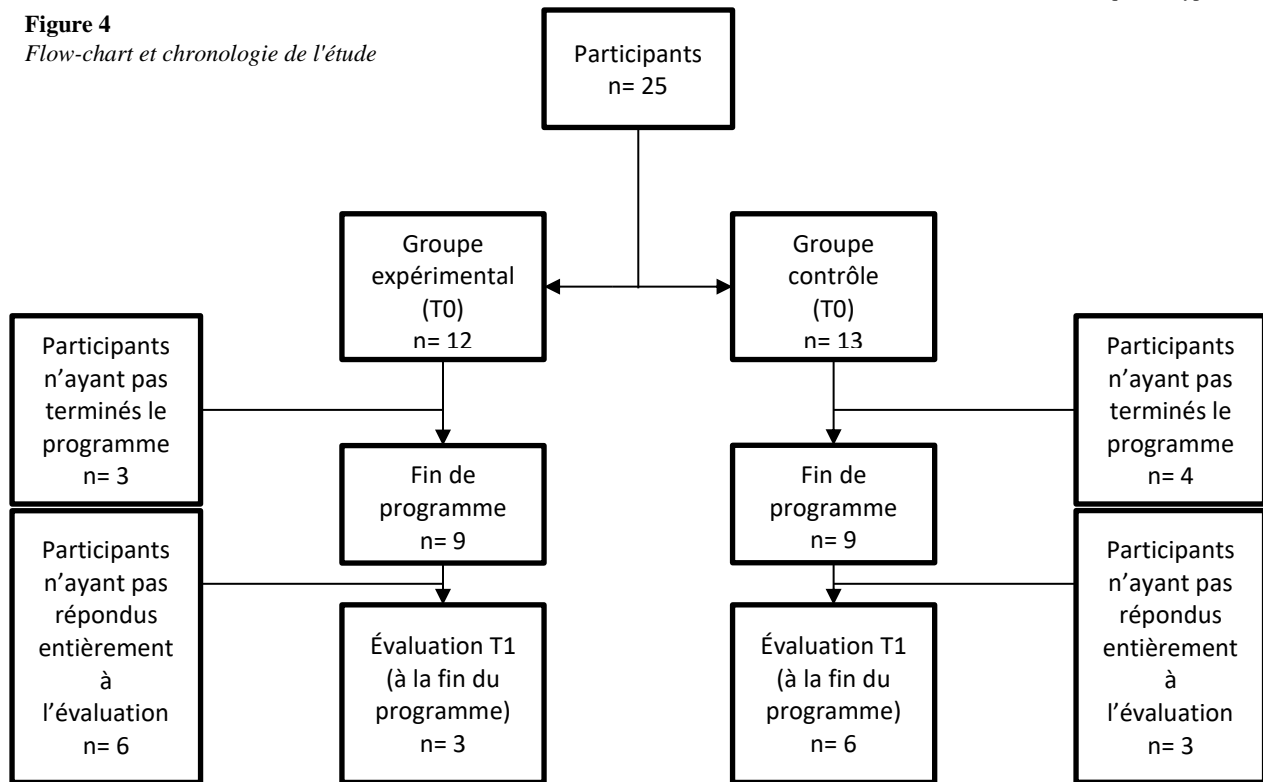 Figure 4
Flow-chart et chronologie de l'étude
Participants
n= 25
Groupe
expérimental
(T0)
n= 12
Groupe
contrôle
(T0)
n= 13
Participants
n’ayant pas
terminés le
programme
n= 3
Participants
n’ayant pas
terminés le
programme
n= 4
Fin de
programme
n= 9
Fin de
programme
n= 9
Participants
n’ayant pas
répondus
entièrement
à
l’évaluation
n= 6
Évaluation T1
(à la fin du
programme)
n= 3
Évaluation T1
(à la fin du
programme)
n= 6
Participants
n’ayant pas
répondus
entièrement
à
l’évaluation
n= 3